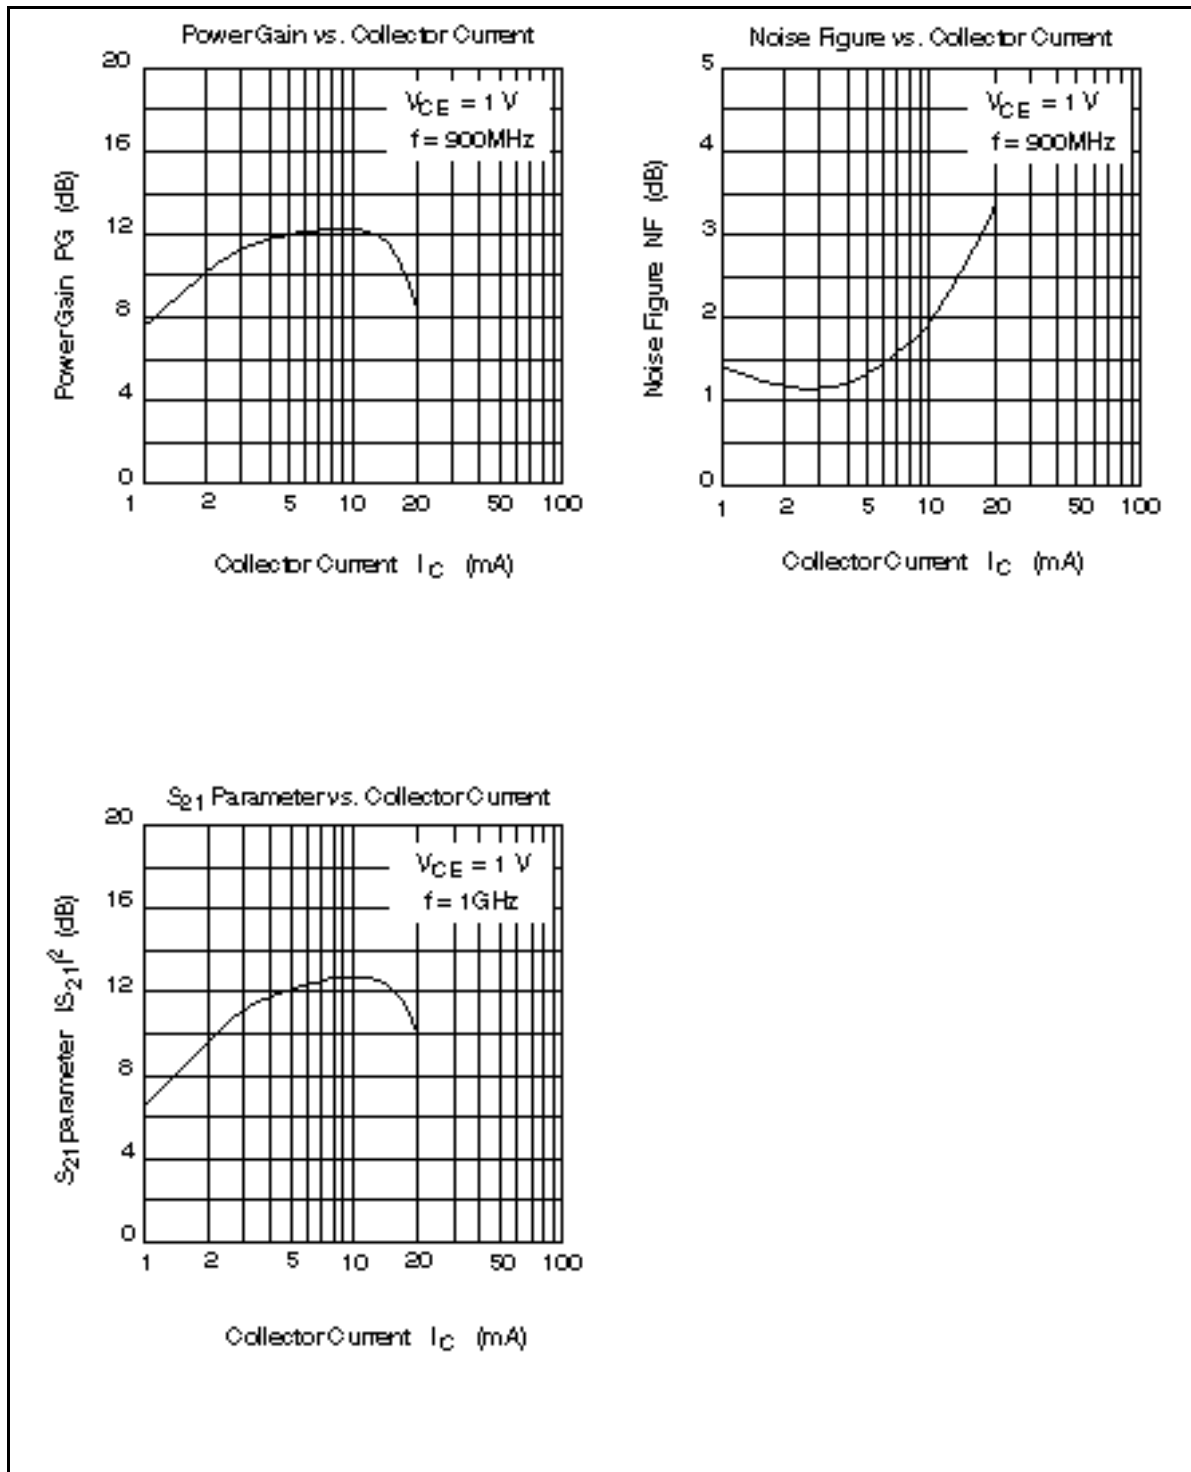 Power Gain vs. Collector Current
20
16
12
8
4
0
V_CE = 1 V
f = 900MHz
Power Gain PG (dB)
1 2 5 10 20 50 100
Collector Current I_C (mA)
Noise Figure vs. Collector Current
5
4
3
2
1
0
V_CE = 1 V
f = 900MHz
Noise Figure NF (dB)
1 2 5 10 20 50 100
Collector Current I_C (mA)
S_21 Parameter vs. Collector Current
20
16
12
8
4
0
V_CE = 1 V
f = 1GHz
S_21 parameter |S_21|² (dB)
1 2 5 10 20 50 100
Collector Current I_C (mA)